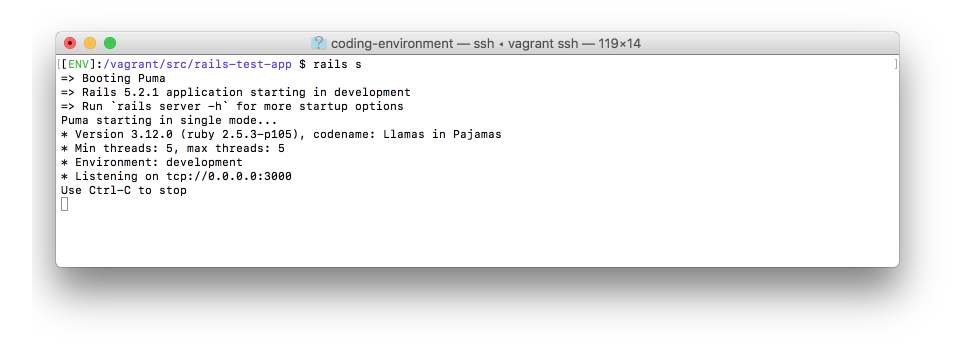 coding-environment — ssh ◂ vagrant ssh — 119×14
[[ENV]:/vagrant/src/rails-test-app $ rails s ]
=> Booting Puma
=> Rails 5.2.1 application starting in development
=> Run `rails server -h` for more startup options
Puma starting in single mode...
* Version 3.12.0 (ruby 2.5.3-p105), codename: Llamas in Pajamas
* Min threads: 5, max threads: 5
* Environment: development
* Listening on tcp://0.0.0.0:3000
Use Ctrl-C to stop